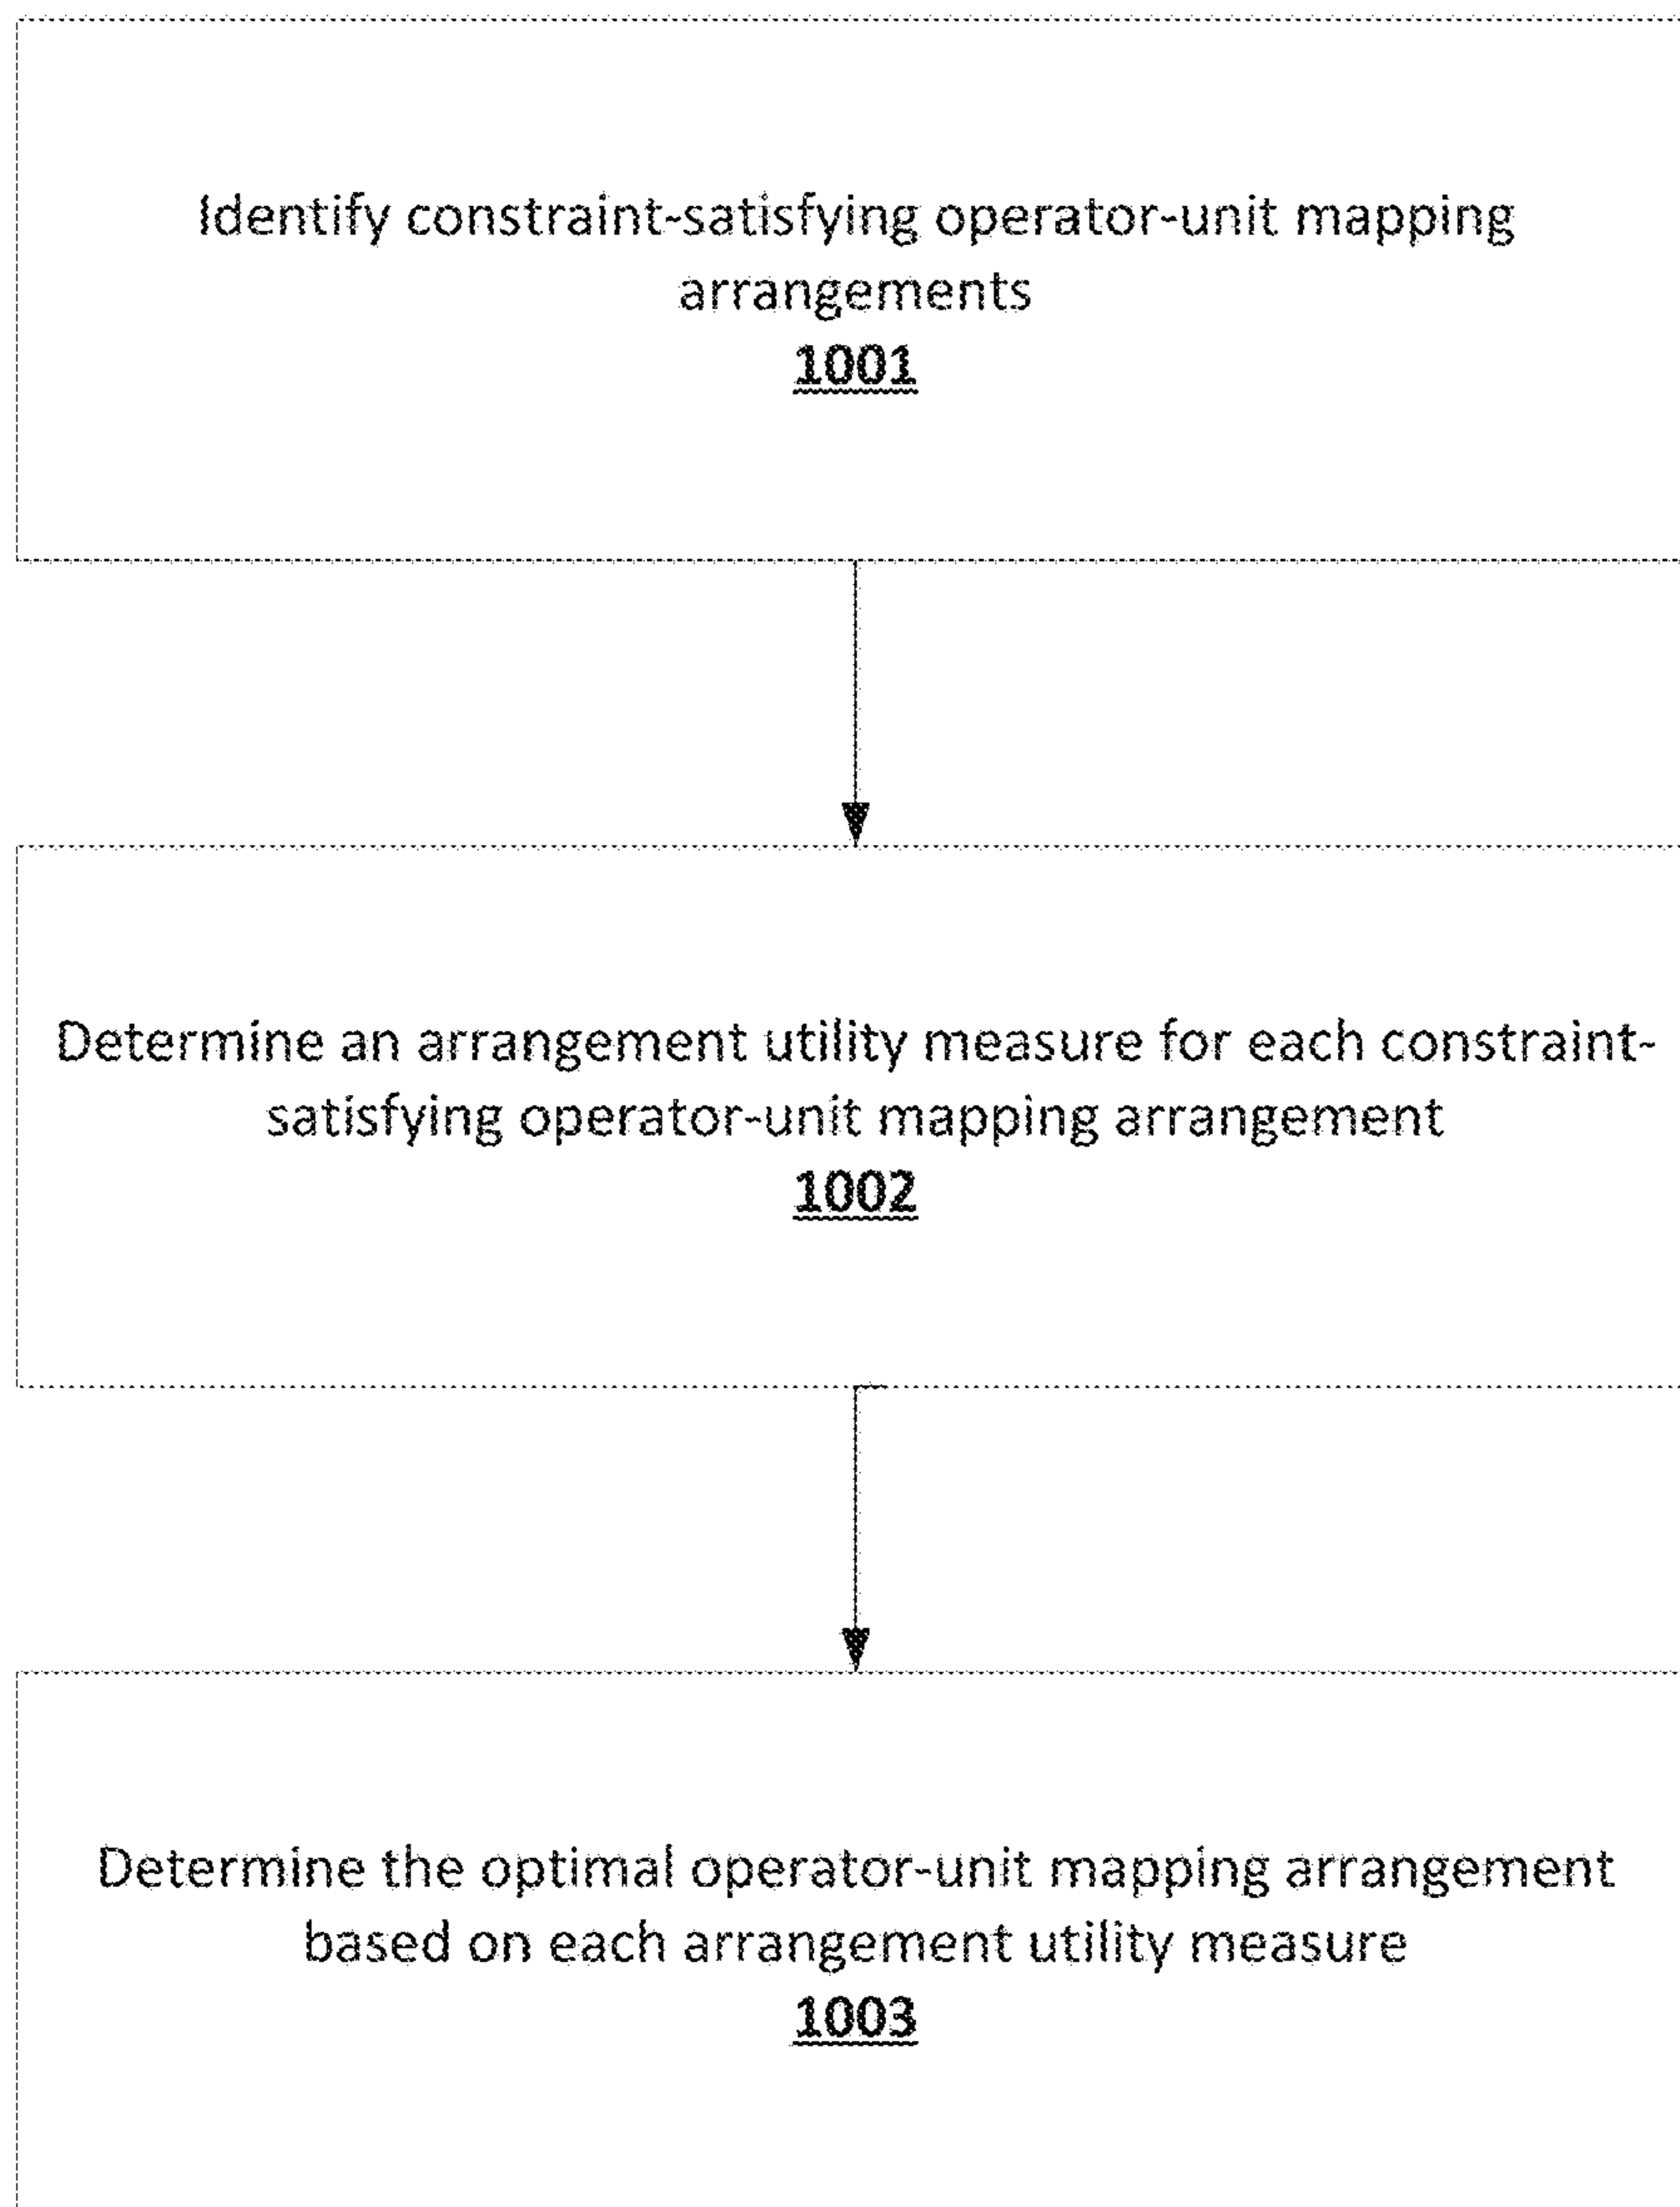 Identify constraint-satisfying operator-unit mapping
arrangements
1001
Determine an arrangement utility measure for each constraint-
satisfying operator-unit mapping arrangement
1002
Determine the optimal operator-unit mapping arrangement
based on each arrangement utility measure
1003